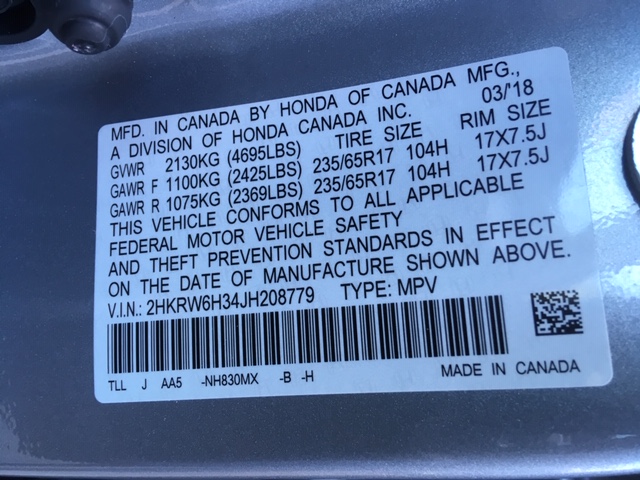 MFD. IN CANADA BY HONDA OF CANADA MFG.,
A DIVISION OF HONDA CANADA INC. 03/'18
GVWR 2130KG (4695LBS) TIRE SIZE RIM SIZE
GAWR F 1100KG (2425LBS) 235/65R17 104H 17X7.5J
GAWR R 1075KG (2369LBS) 235/65R17 104H 17X7.5J
THIS VEHICLE CONFORMS TO ALL APPLICABLE
FEDERAL MOTOR VEHICLE SAFETY
AND THEFT PREVENTION STANDARDS IN EFFECT
ON THE DATE OF MANUFACTURE SHOWN ABOVE.
V.I.N.: 2HKRW6H34JH208779 TYPE: MPV
TLL J AA5 -NH830MX -B -H MADE IN CANADA